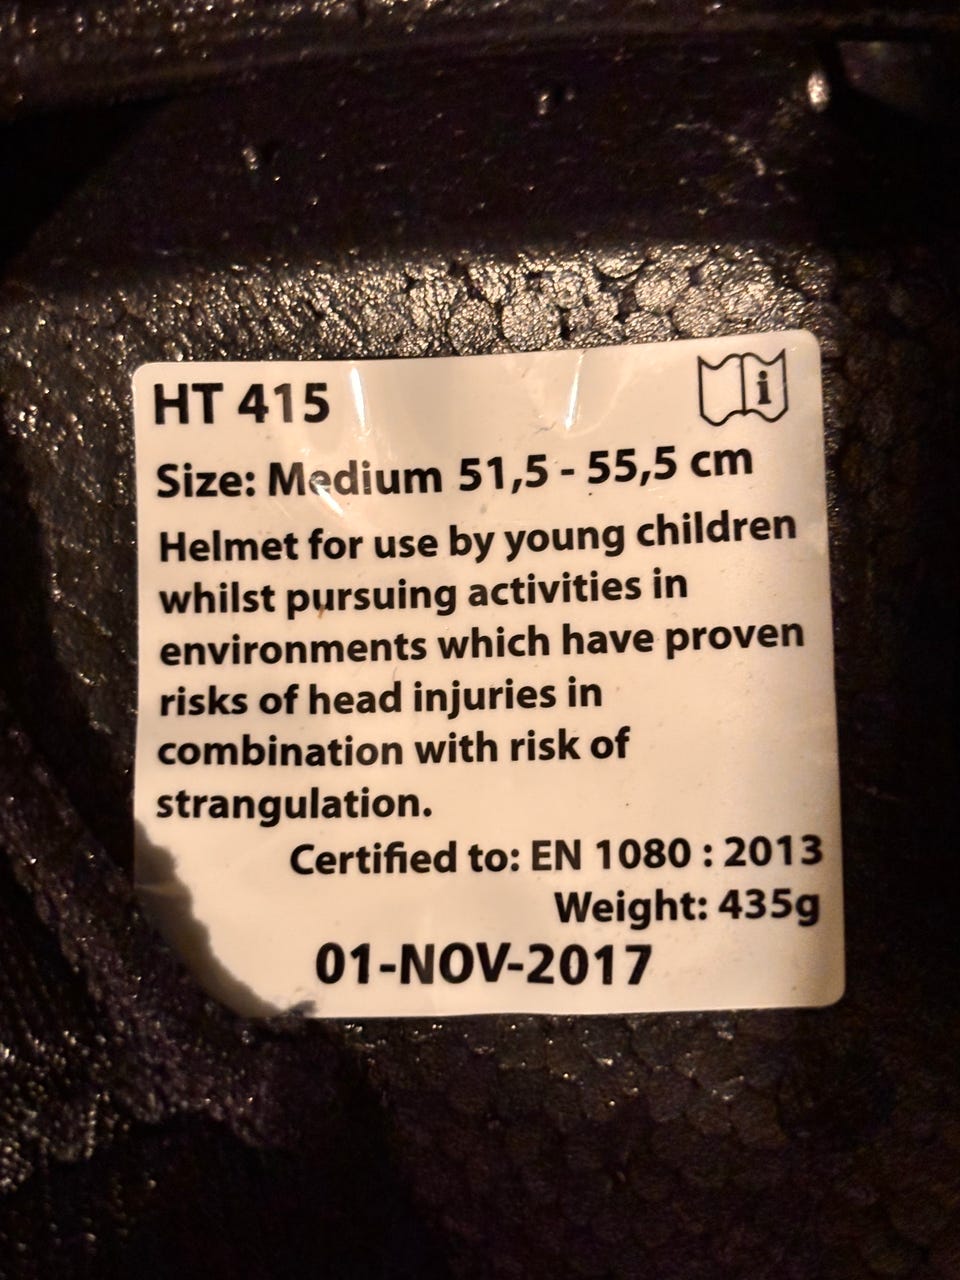 HT 415
Size: Medium 51,5 - 55,5 cm
Helmet for use by young children
whilst pursuing activities in
environments which have proven
risks of head injuries in
combination with risk of
strangulation.
Certified to: EN 1080 : 2013
Weight: 435g
01-NOV-2017